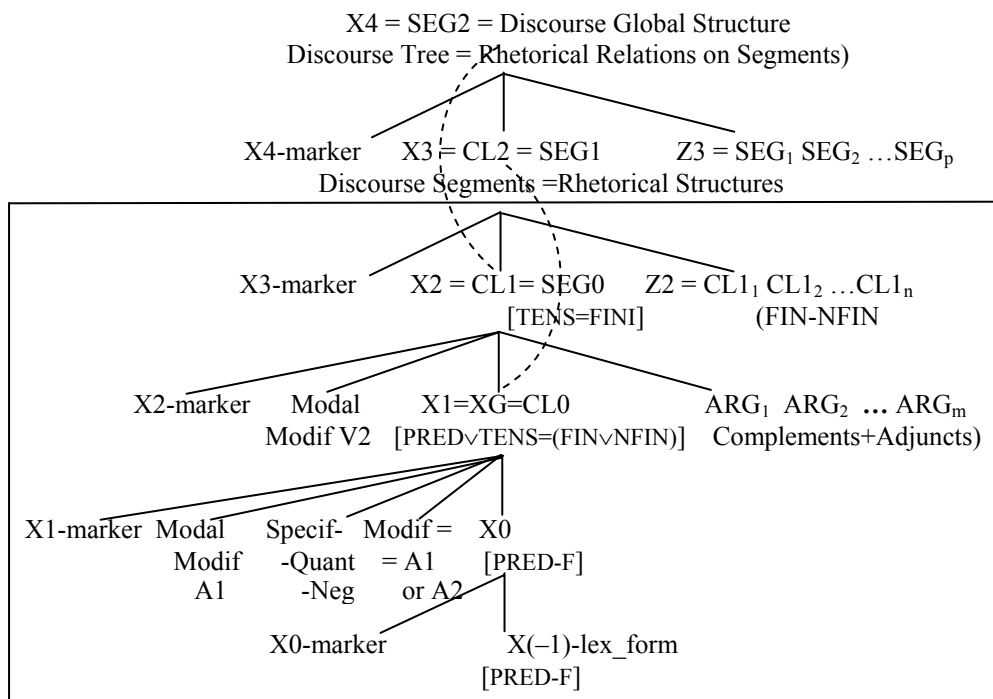 X4 = SEG2 = Discourse Global Structure
Discourse Tree = Rhetorical Relations on Segments)
X4-marker X3 = CL2 = SEG1 Z3 = SEG₁ SEG₂ …SEGₚ
Discourse Segments =Rhetorical Structures
X3-marker X2 = CL1= SEG0 Z2 = CL1₁ CL1₂ …CL1ₙ
[TENS=FINI] (FIN-NFIN
X2-marker Modal X1=XG=CL0 ARG₁ ARG₂ … ARGₘ
Modif V2 [PRED∨TENS=(FIN∨NFIN)] Complements+Adjuncts)
X1-marker Modal Specif- Modif = X0
Modif -Quant = A1 [PRED-F]
A1 -Neg or A2
X0-marker X(–1)-lex_form
[PRED-F]